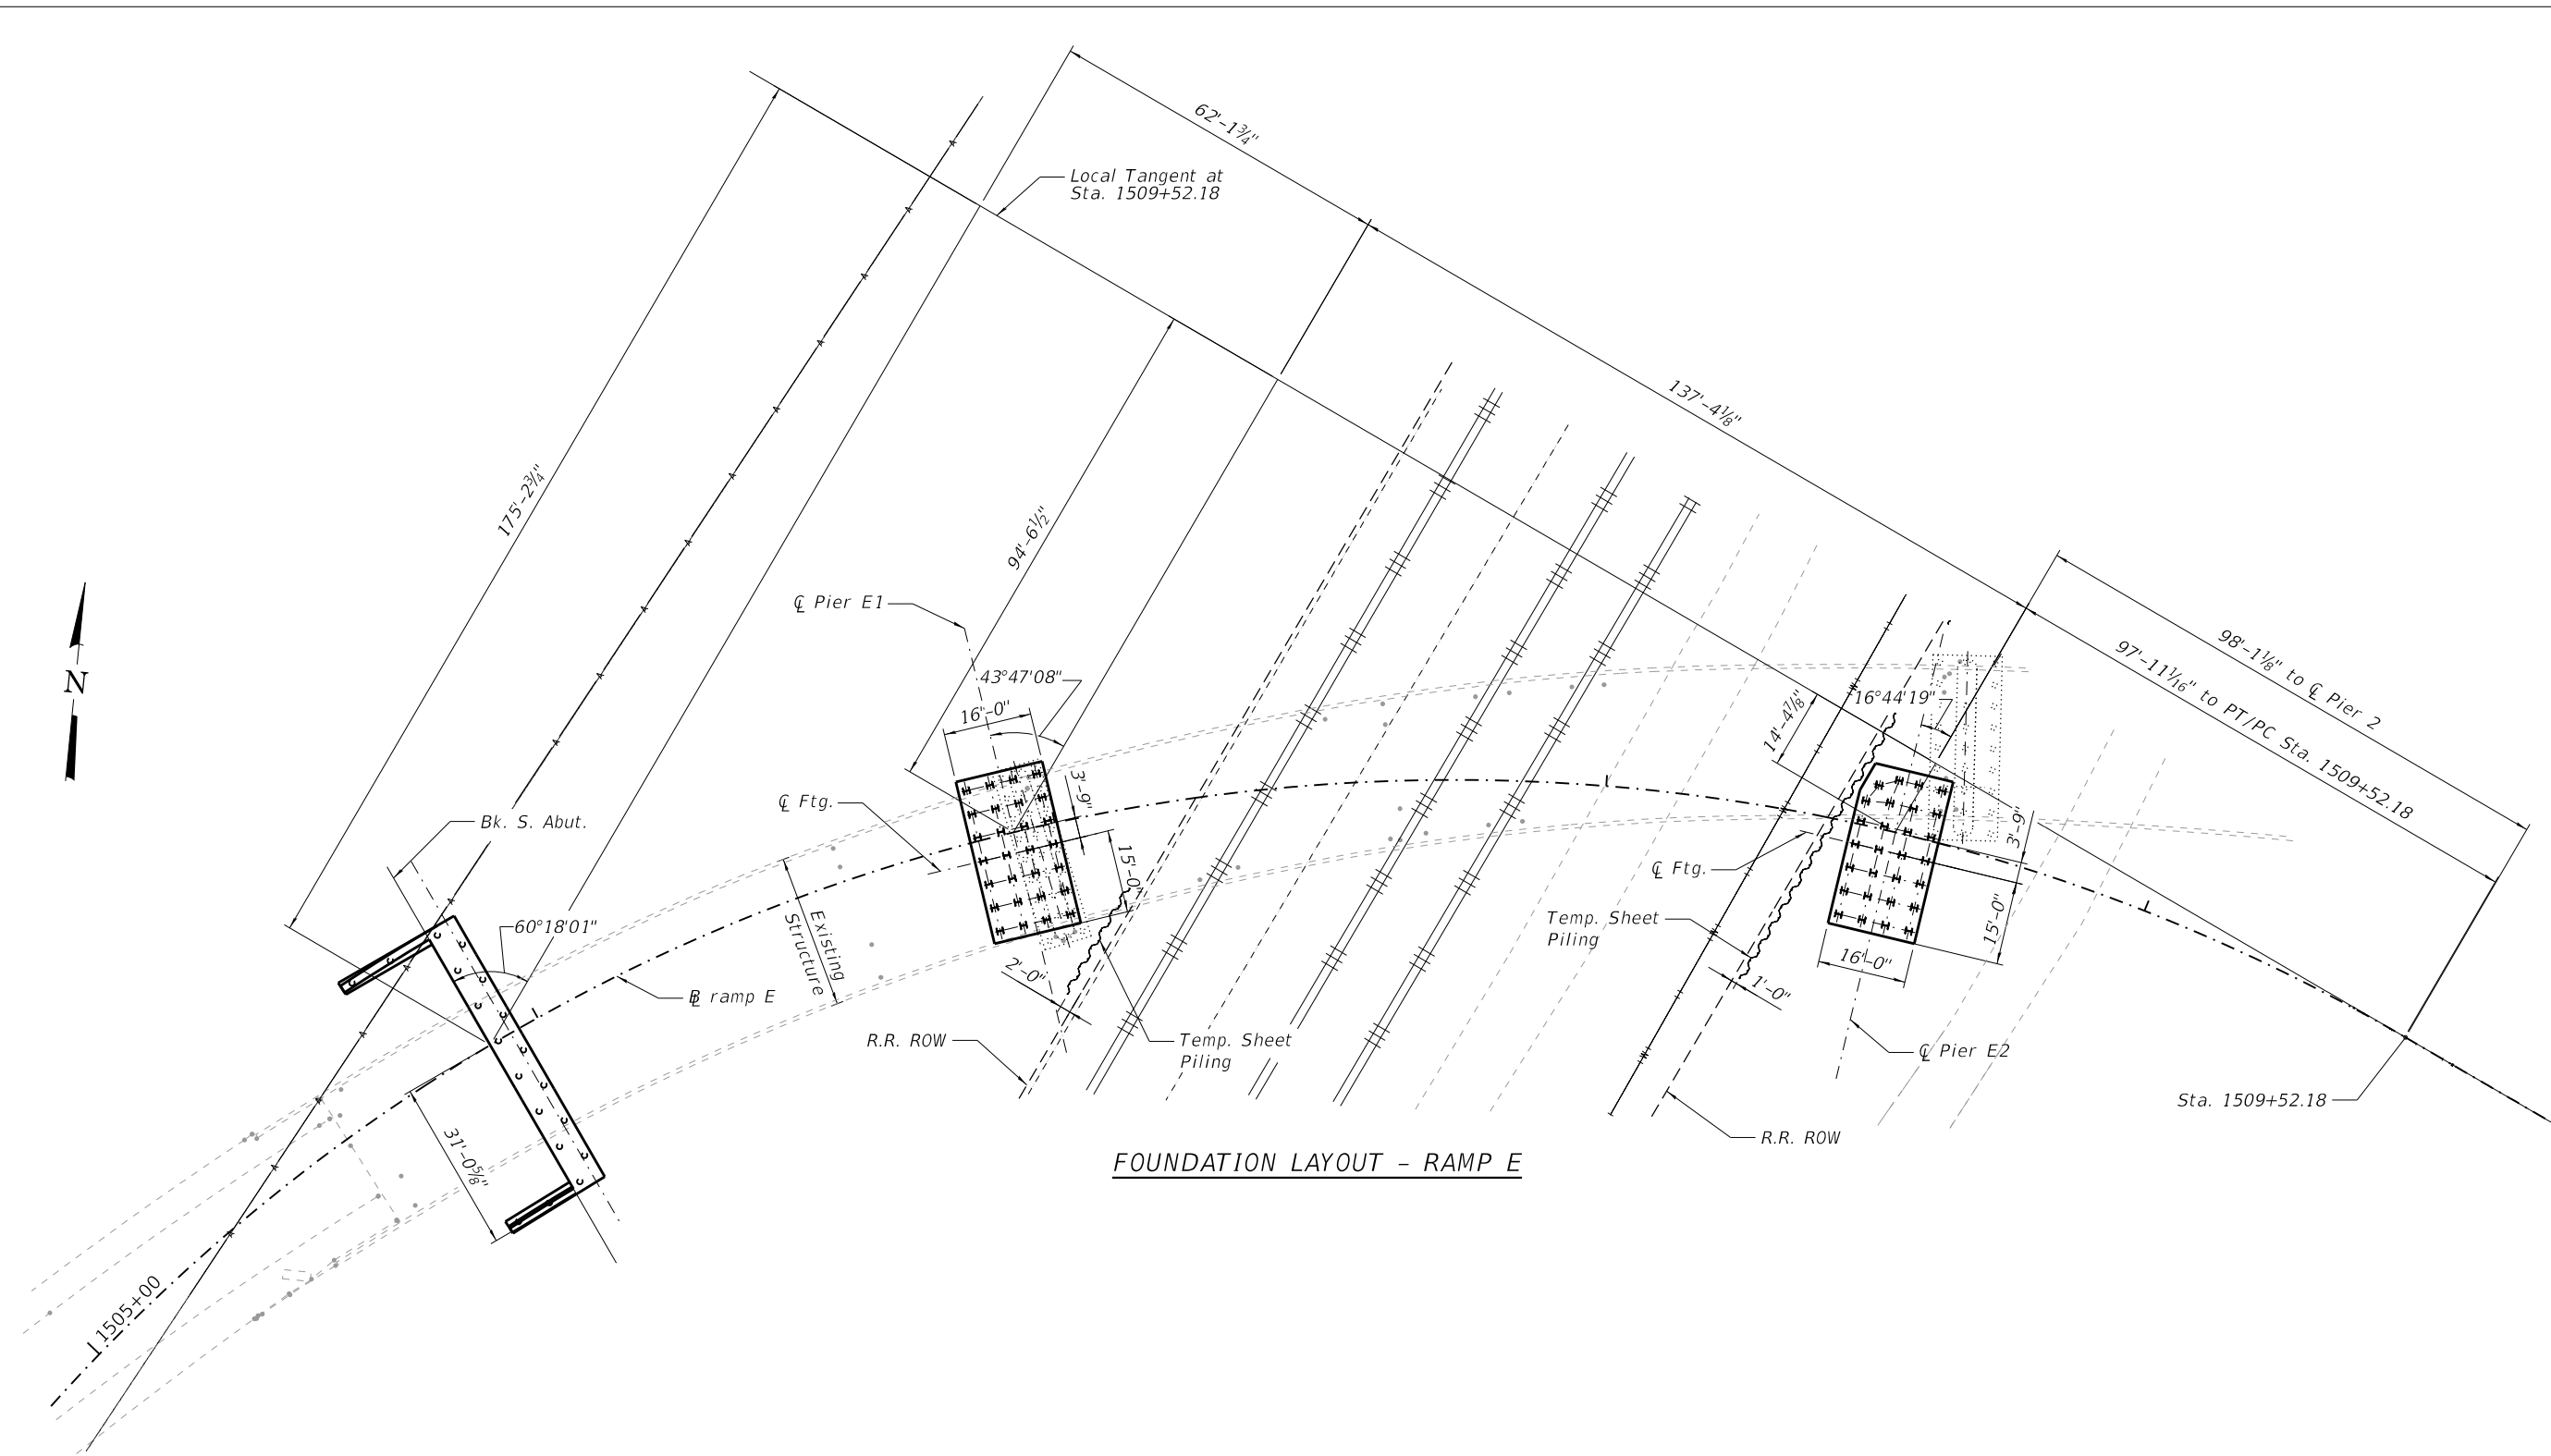 62'-1¾"
Local Tangent at
Sta. 1509+52.18
137'-4⅛"
175'-2¾"
94'-6½"
℄ Pier E1
98'-1⅛" to ℄ Pier 2
97'-11¹⁄₁₆" to PT/PC Sta. 1509+52.18
N
43°47'08"
16°44'19"
16'-0"
14'-4⅞"
3'-9"
℄ Ftg.
3'-9"
Bk. S. Abut.
15'-0"
℄ Ftg.
60°18'01"
Existing
Structure
Temp. Sheet
Piling
15'-0"
2'-0"
16'-0"
1'-0"
B ramp E
R.R. ROW
Temp. Sheet
Piling
℄ Pier E2
Sta. 1509+52.18
31'-0⅝"
R.R. ROW
FOUNDATION LAYOUT – RAMP E
1505+00